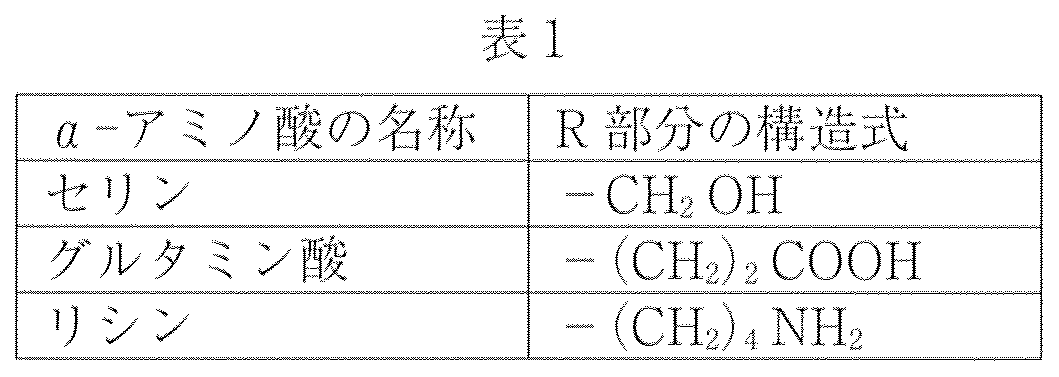 表1
α-アミノ酸の名称 R部分の構造式
セリン -CH₂OH
グルタミン酸 -(CH₂)₂COOH
リシン -(CH₂)₄NH₂